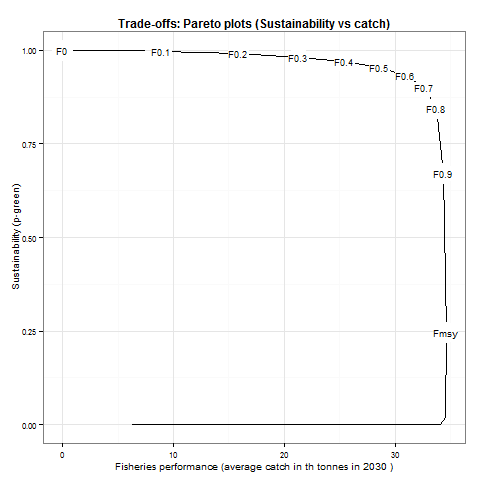 Trade-offs: Pareto plots (Sustainability vs catch)
1.00
0.75
0.50
0.25
0.00
Sustainability (p-green)
F0
F0.1
F0.2
F0.3
F0.4
F0.5
F0.6
F0.7
F0.8
F0.9
Fmsy
0
10
20
30
Fisheries performance (average catch in th tonnes in 2030 )